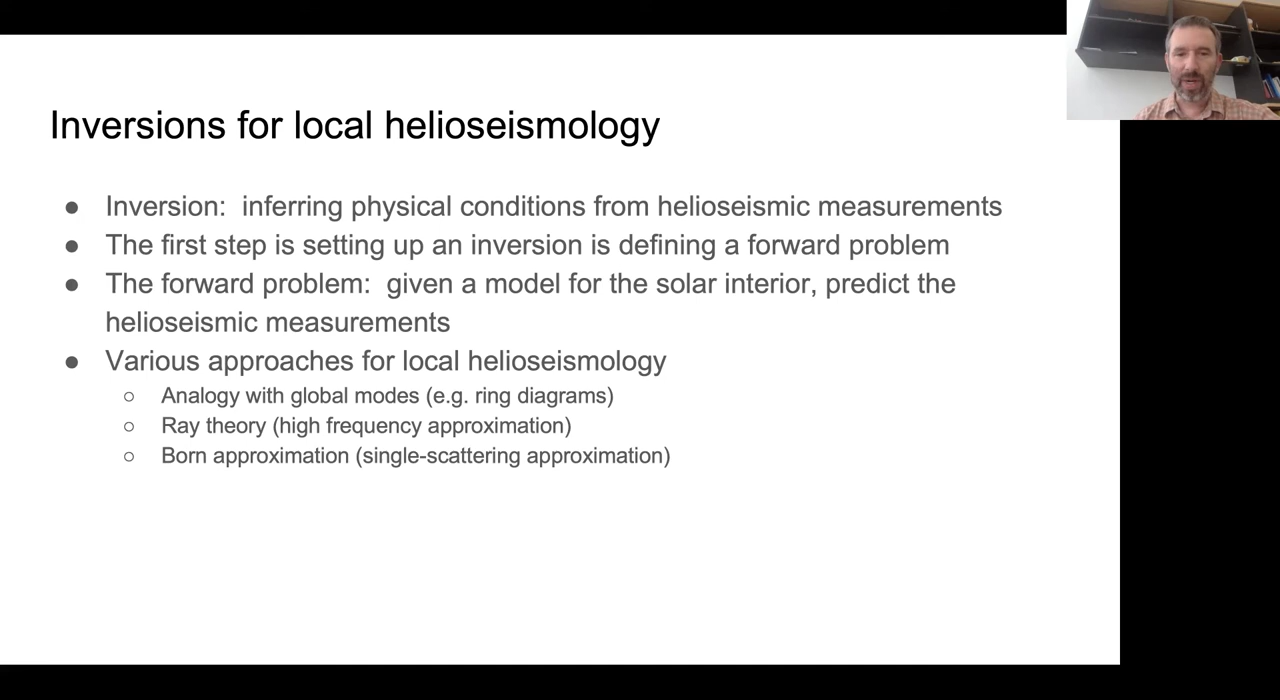 Inversions for local helioseismology
● Inversion:  inferring physical conditions from helioseismic measurements
● The first step is setting up an inversion is defining a forward problem
● The forward problem:  given a model for the solar interior, predict the
helioseismic measurements
● Various approaches for local helioseismology
○ Analogy with global modes (e.g. ring diagrams)
○ Ray theory (high frequency approximation)
○ Born approximation (single-scattering approximation)